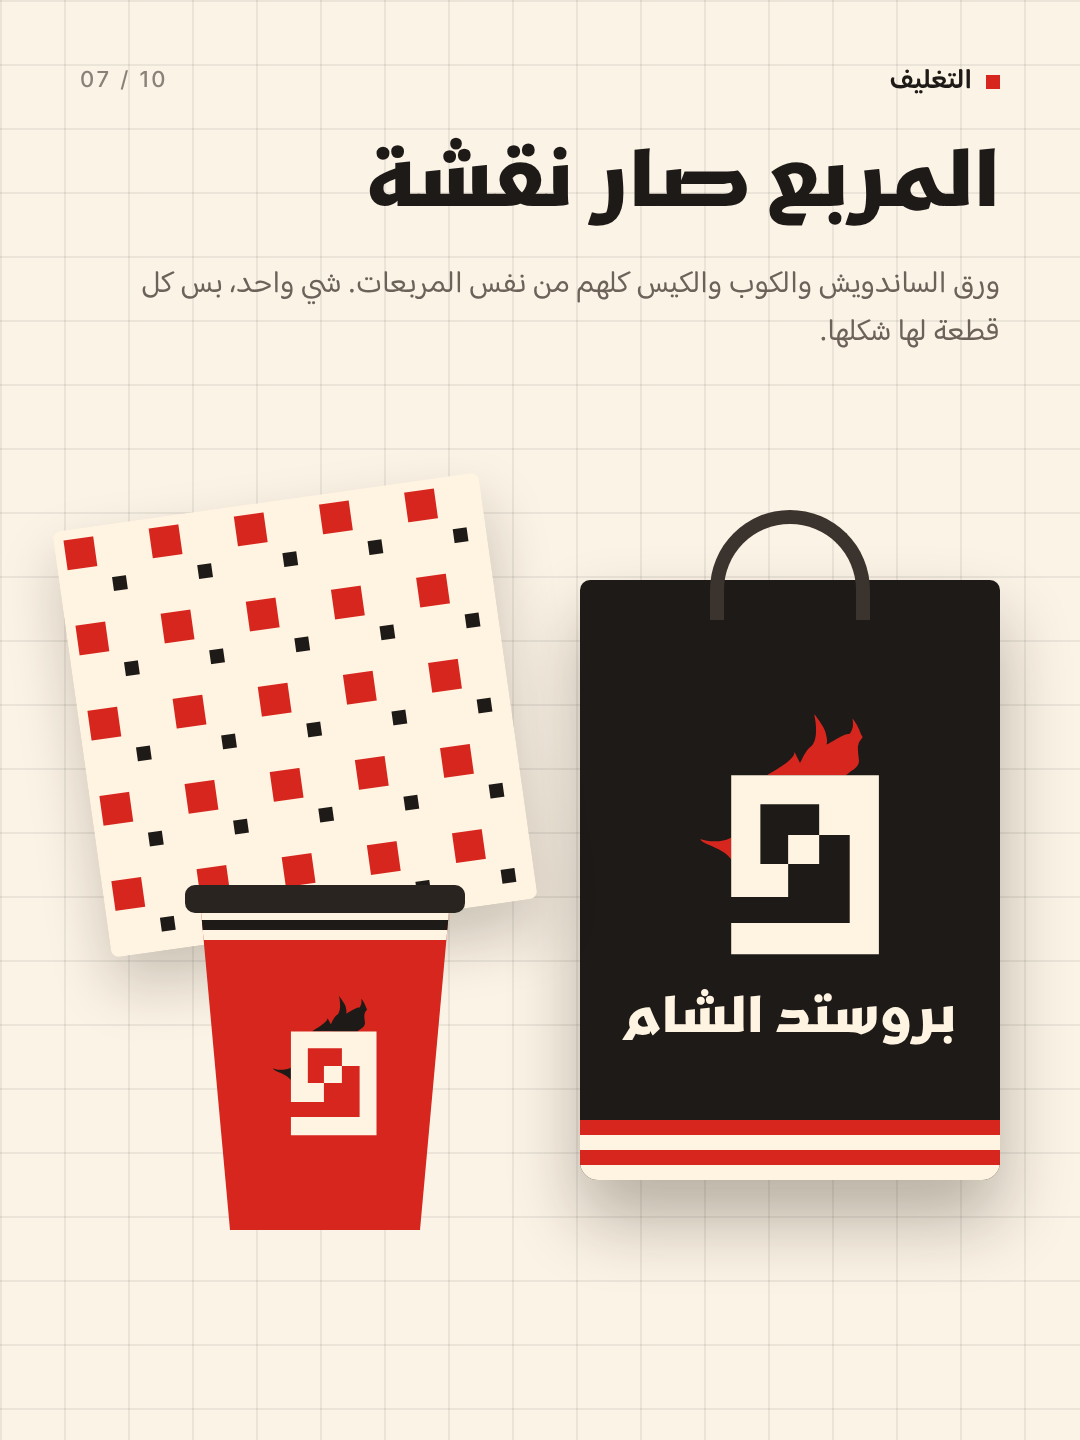 التغليف
07 / 10
المربع صار نقشة
ورق الساندويش والكوب والكيس كلهم من نفس المربعات. شي واحد، بس كل
قطعة لها شكلها.
بروستد الشام